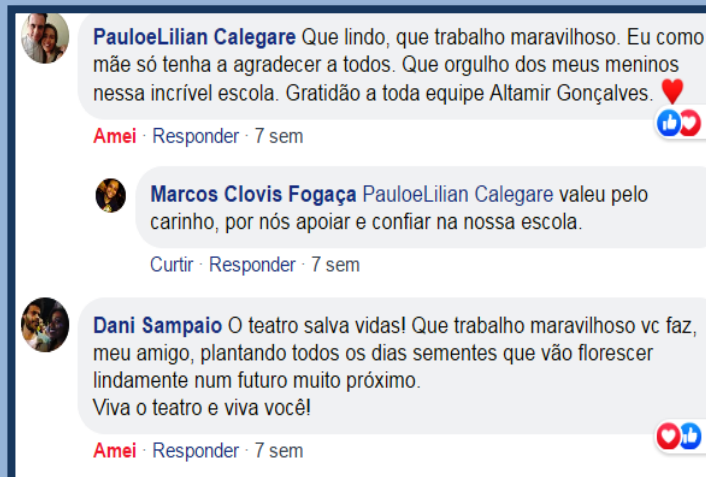 PauloeLilian Calegare Que lindo, que trabalho maravilhoso. Eu como
mãe só tenha a agradecer a todos. Que orgulho dos meus meninos
nessa incrível escola. Gratidão a toda equipe Altamir Gonçalves.
Amei · Responder · 7 sem
Marcos Clovis Fogaça PauloeLilian Calegare valeu pelo
carinho, por nós apoiar e confiar na nossa escola.
Curtir · Responder · 7 sem
Dani Sampaio O teatro salva vidas! Que trabalho maravilhoso vc faz,
meu amigo, plantando todos os dias sementes que vão florescer
lindamente num futuro muito próximo.
Viva o teatro e viva você!
Amei · Responder · 7 sem